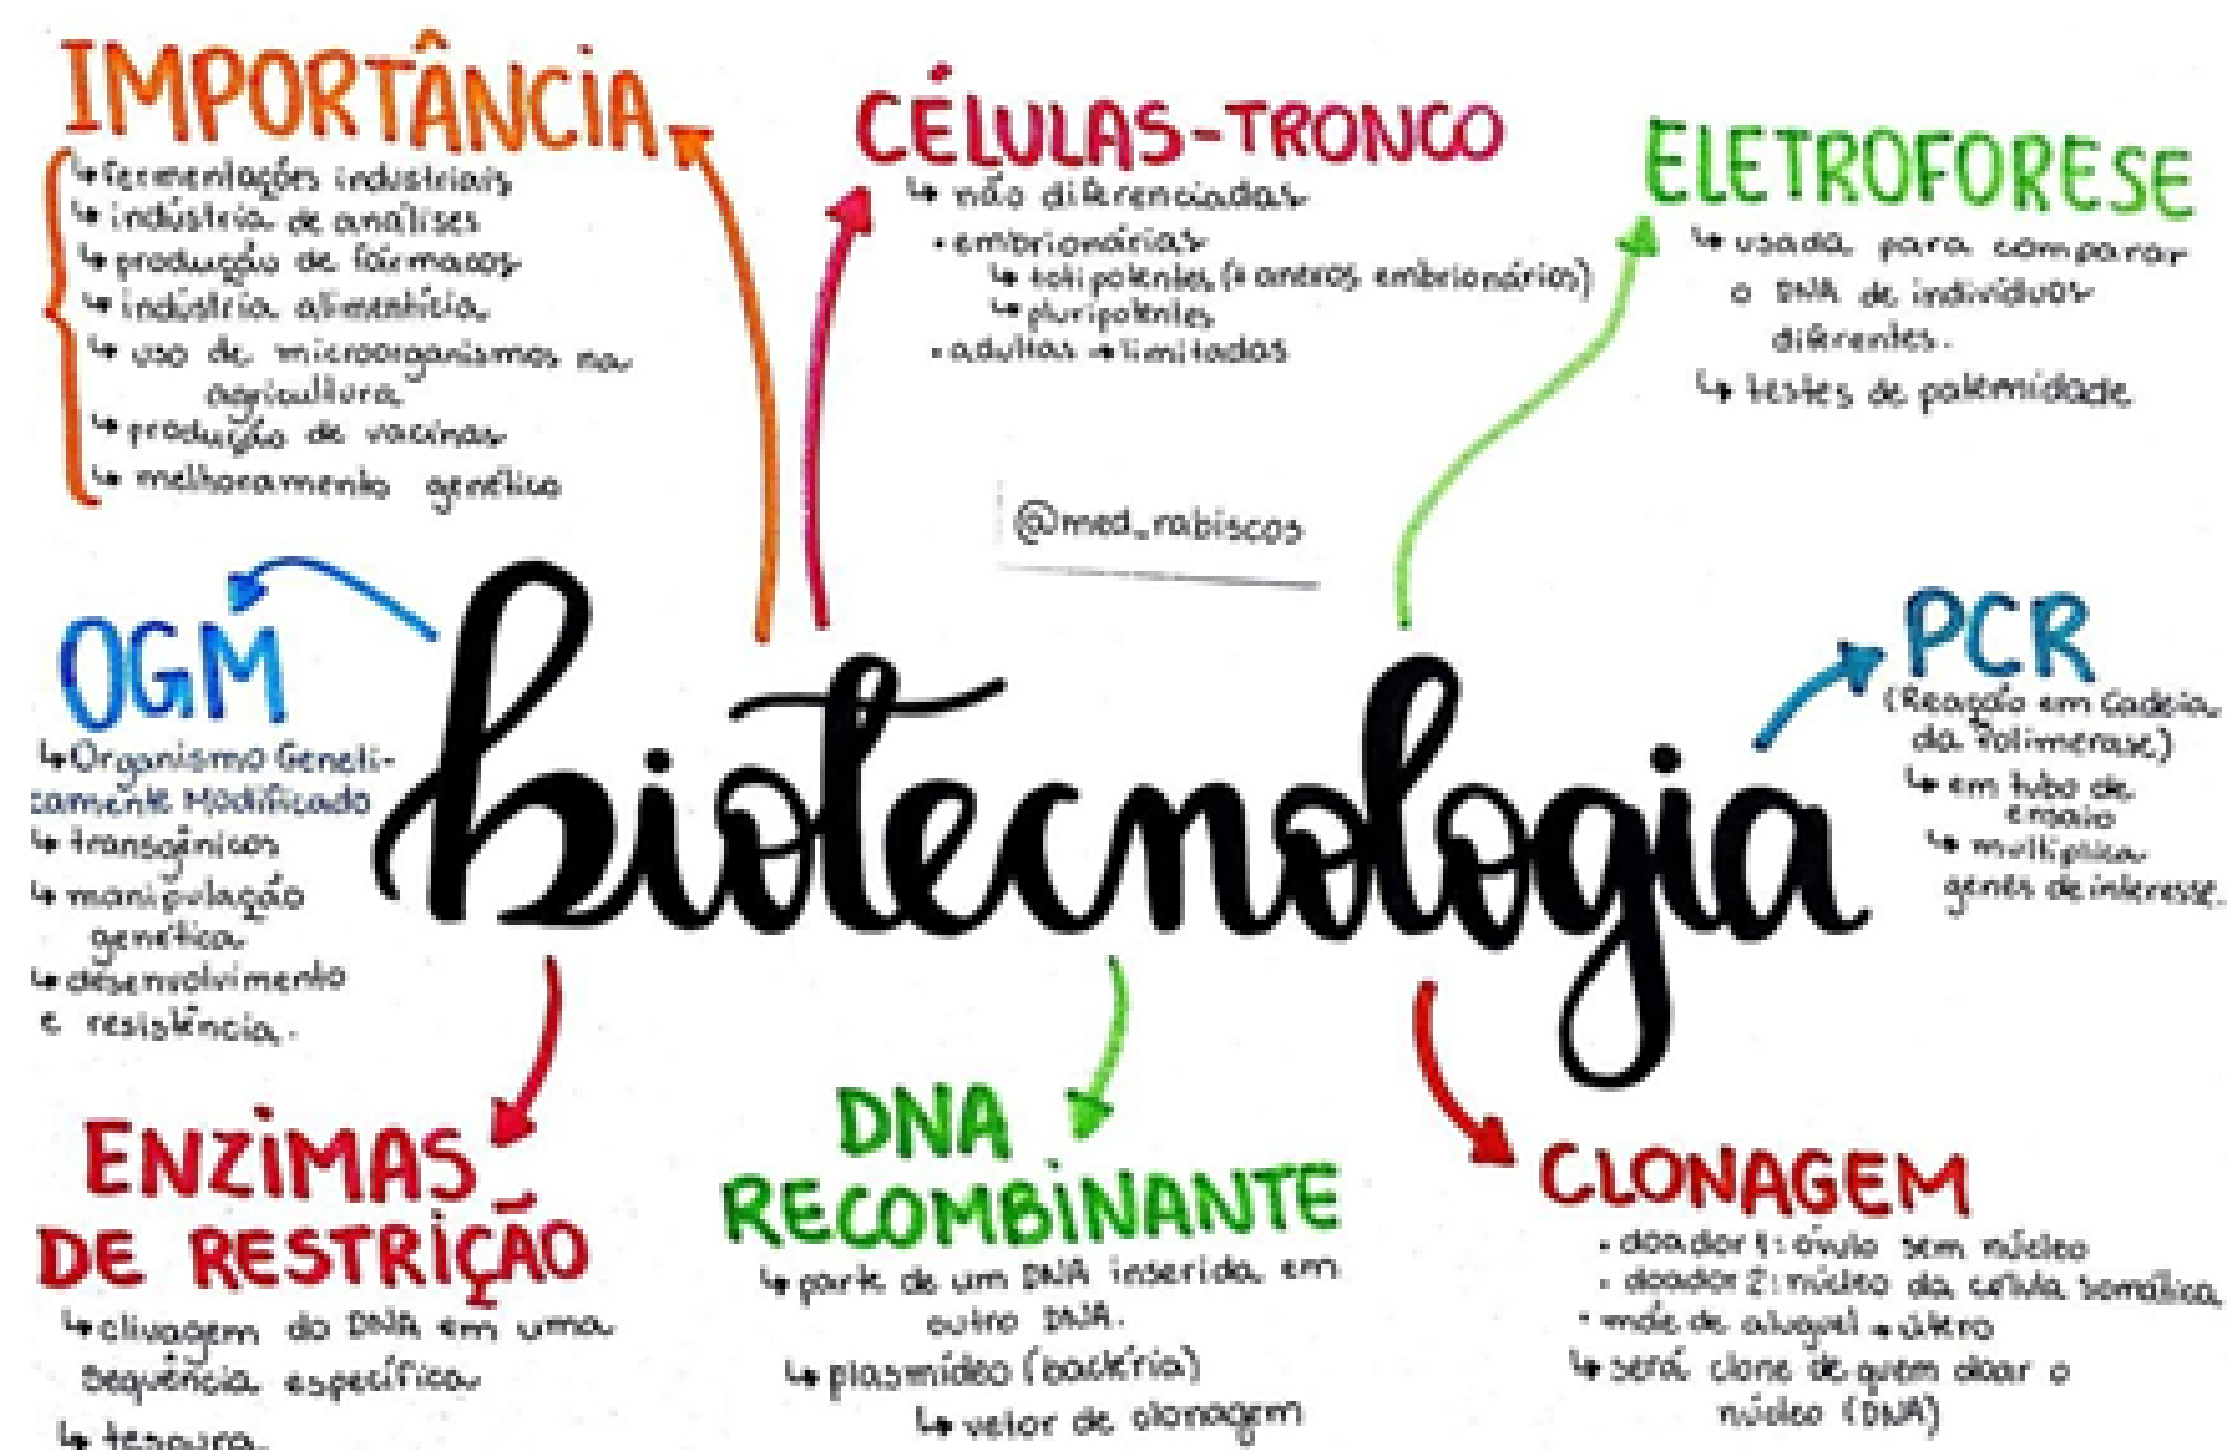 IMPORTÂNCIA
↳ fermentações industriais
↳ indústria de análises
↳ produção de fármacos
↳ indústria alimentícia
↳ uso de microorganismos na
agricultura
↳ produção de vacinas
↳ melhoramento genético
CÉLULAS-TRONCO
↳ não diferenciadas
• embrionárias
↳ totipotentes (+ anexos embrionários)
↳ pluripotentes
• adultas → limitadas
ELETROFORESE
↳ usada para comparar
o DNA de indivíduos
diferentes.
↳ testes de paternidade
@med_rabiscos
OGM
↳ Organismo Geneti-
camente Modificado
↳ transgênicos
↳ manipulação
genética
↳ desenvolvimento
e resistência.
biotecnologia
PCR
(Reação em Cadeia
da Polimerase)
↳ em tubo de
ensaio
↳ multiplica
genes de interesse.
ENZIMAS
DE RESTRIÇÃO
↳ clivagem do DNA em uma
sequência específica
↳ tesoura
DNA
RECOMBINANTE
↳ parte de um DNA inserida em
outro DNA.
↳ plasmídeo (bactéria)
↳ vetor de clonagem
CLONAGEM
• doador 1: óvulo sem núcleo
• doador 2: núcleo da célula somática
• mãe de aluguel → útero
↳ será clone de quem doar o
núcleo (DNA)